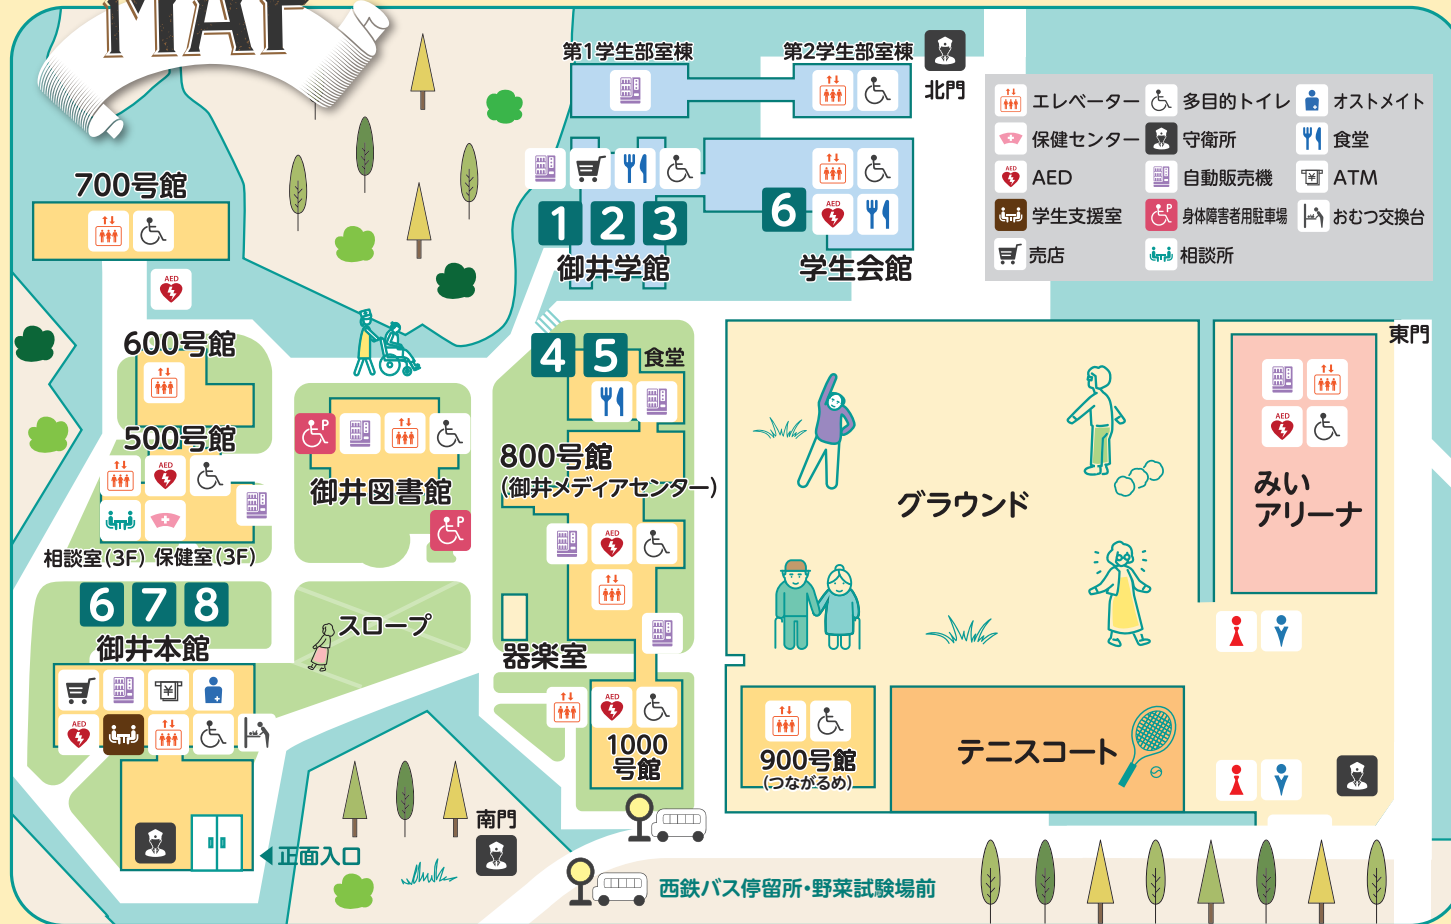 MAP
第1学生部室棟
第2学生部室棟
北門
エレベーター
多目的トイレ
オストメイト
保健センター
守衛所
食堂
AED
自動販売機
ATM
学生支援室
身体障害者用駐車場
おむつ交換台
売店
相談所
700号館
AED
1 2 3
御井学館
6
AED
学生会館
600号館
4 5
食堂
東門
500号館
AED
相談室(3F)
保健室(3F)
P
御井図書館
P
800号館
(御井メディアセンター)
AED
グラウンド
AED
みい
アリーナ
6 7 8
御井本館
¥
AED
スロープ
器楽室
AED
1000
号館
900号館
(つながるめ)
テニスコート
南門
正面入口
西鉄バス停留所・野菜試験場前